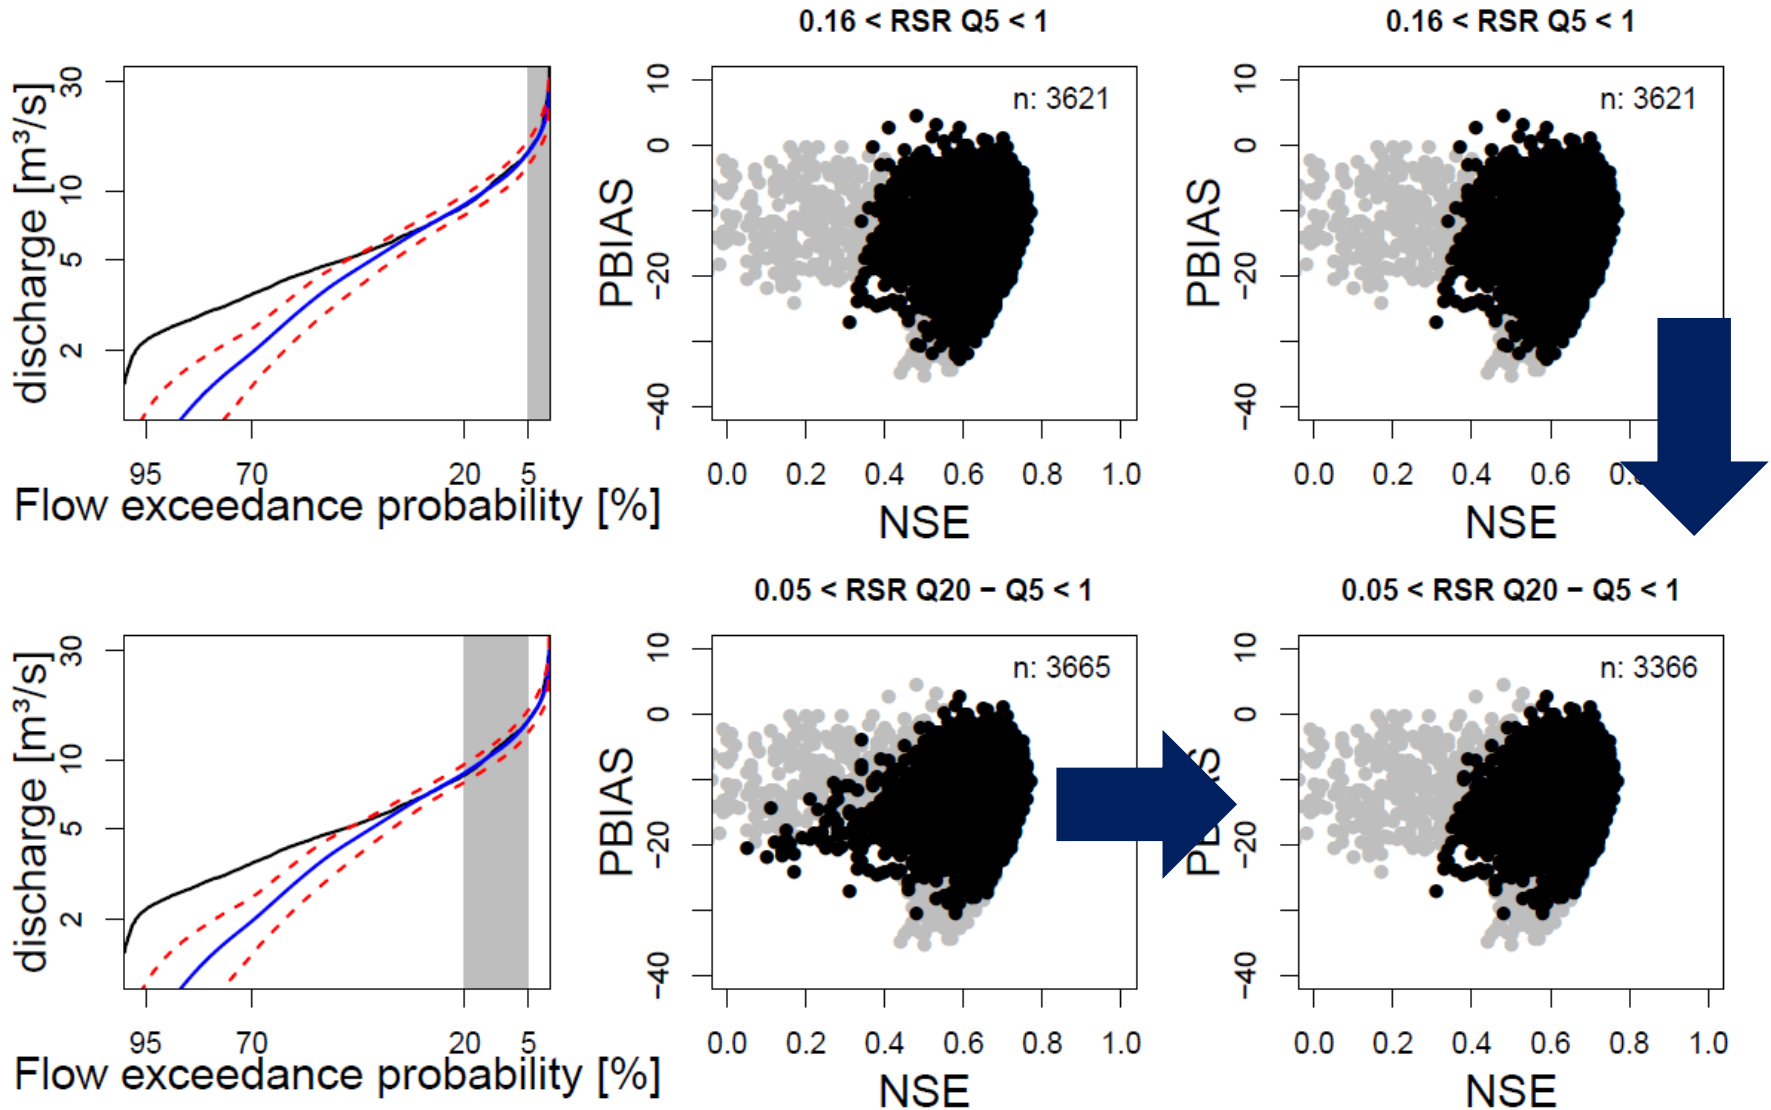 0.16 < RSR Q5 < 1
0.16 < RSR Q5 < 1
discharge [m³/s]
30
10
5
2
95 70 20 5
Flow exceedance probability [%]
PBIAS
10
0
−20
−40
n: 3621
0.0 0.2 0.4 0.6 0.8 1.0
NSE
PBIAS
10
0
−20
−40
n: 3621
0.0 0.2 0.4 0.6 1.0
NSE
0.05 < RSR Q20 − Q5 < 1
0.05 < RSR Q20 − Q5 < 1
discharge [m³/s]
30
10
5
2
95 70 20 5
Flow exceedance probability [%]
PBIAS
10
0
−20
−40
n: 3665
0.0 0.2 0.4 0.6 0.8 1.0
NSE
10
0
−20
−40
n: 3366
0.0 0.2 0.4 0.6 0.8 1.0
NSE